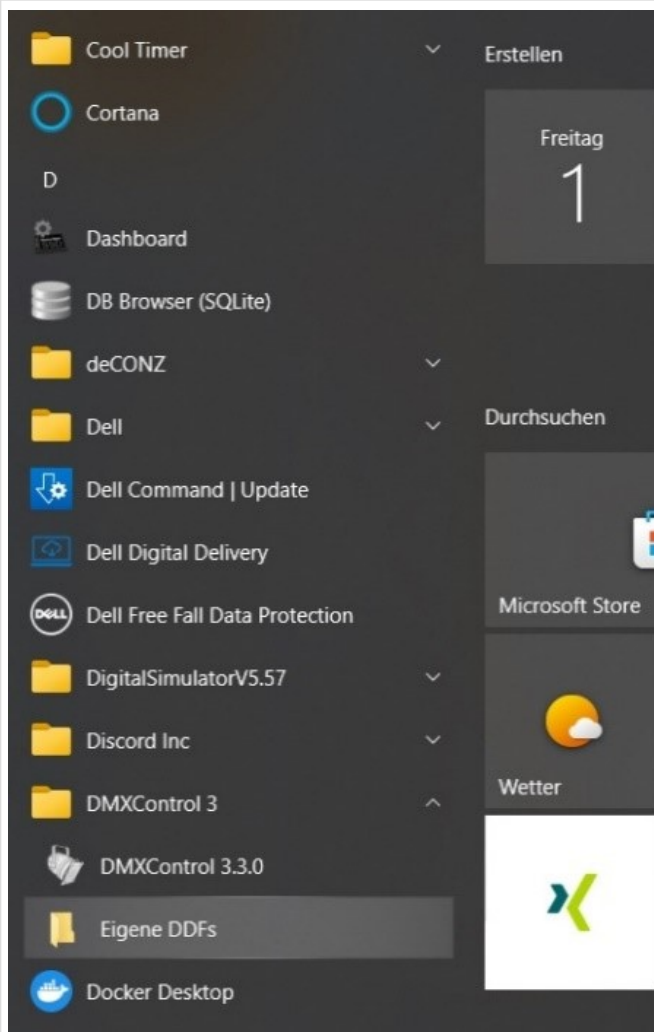 Cool Timer
Cortana
D
Dashboard
DB Browser (SQLite)
deCONZ
Dell
Dell Command | Update
Dell Digital Delivery
DELL
Dell Free Fall Data Protection
DigitalSimulatorV5.57
Discord Inc
DMXControl 3
DMXControl 3.3.0
Eigene DDFs
Docker Desktop
Erstellen
Freitag
1
Durchsuchen
Microsoft Store
Wetter